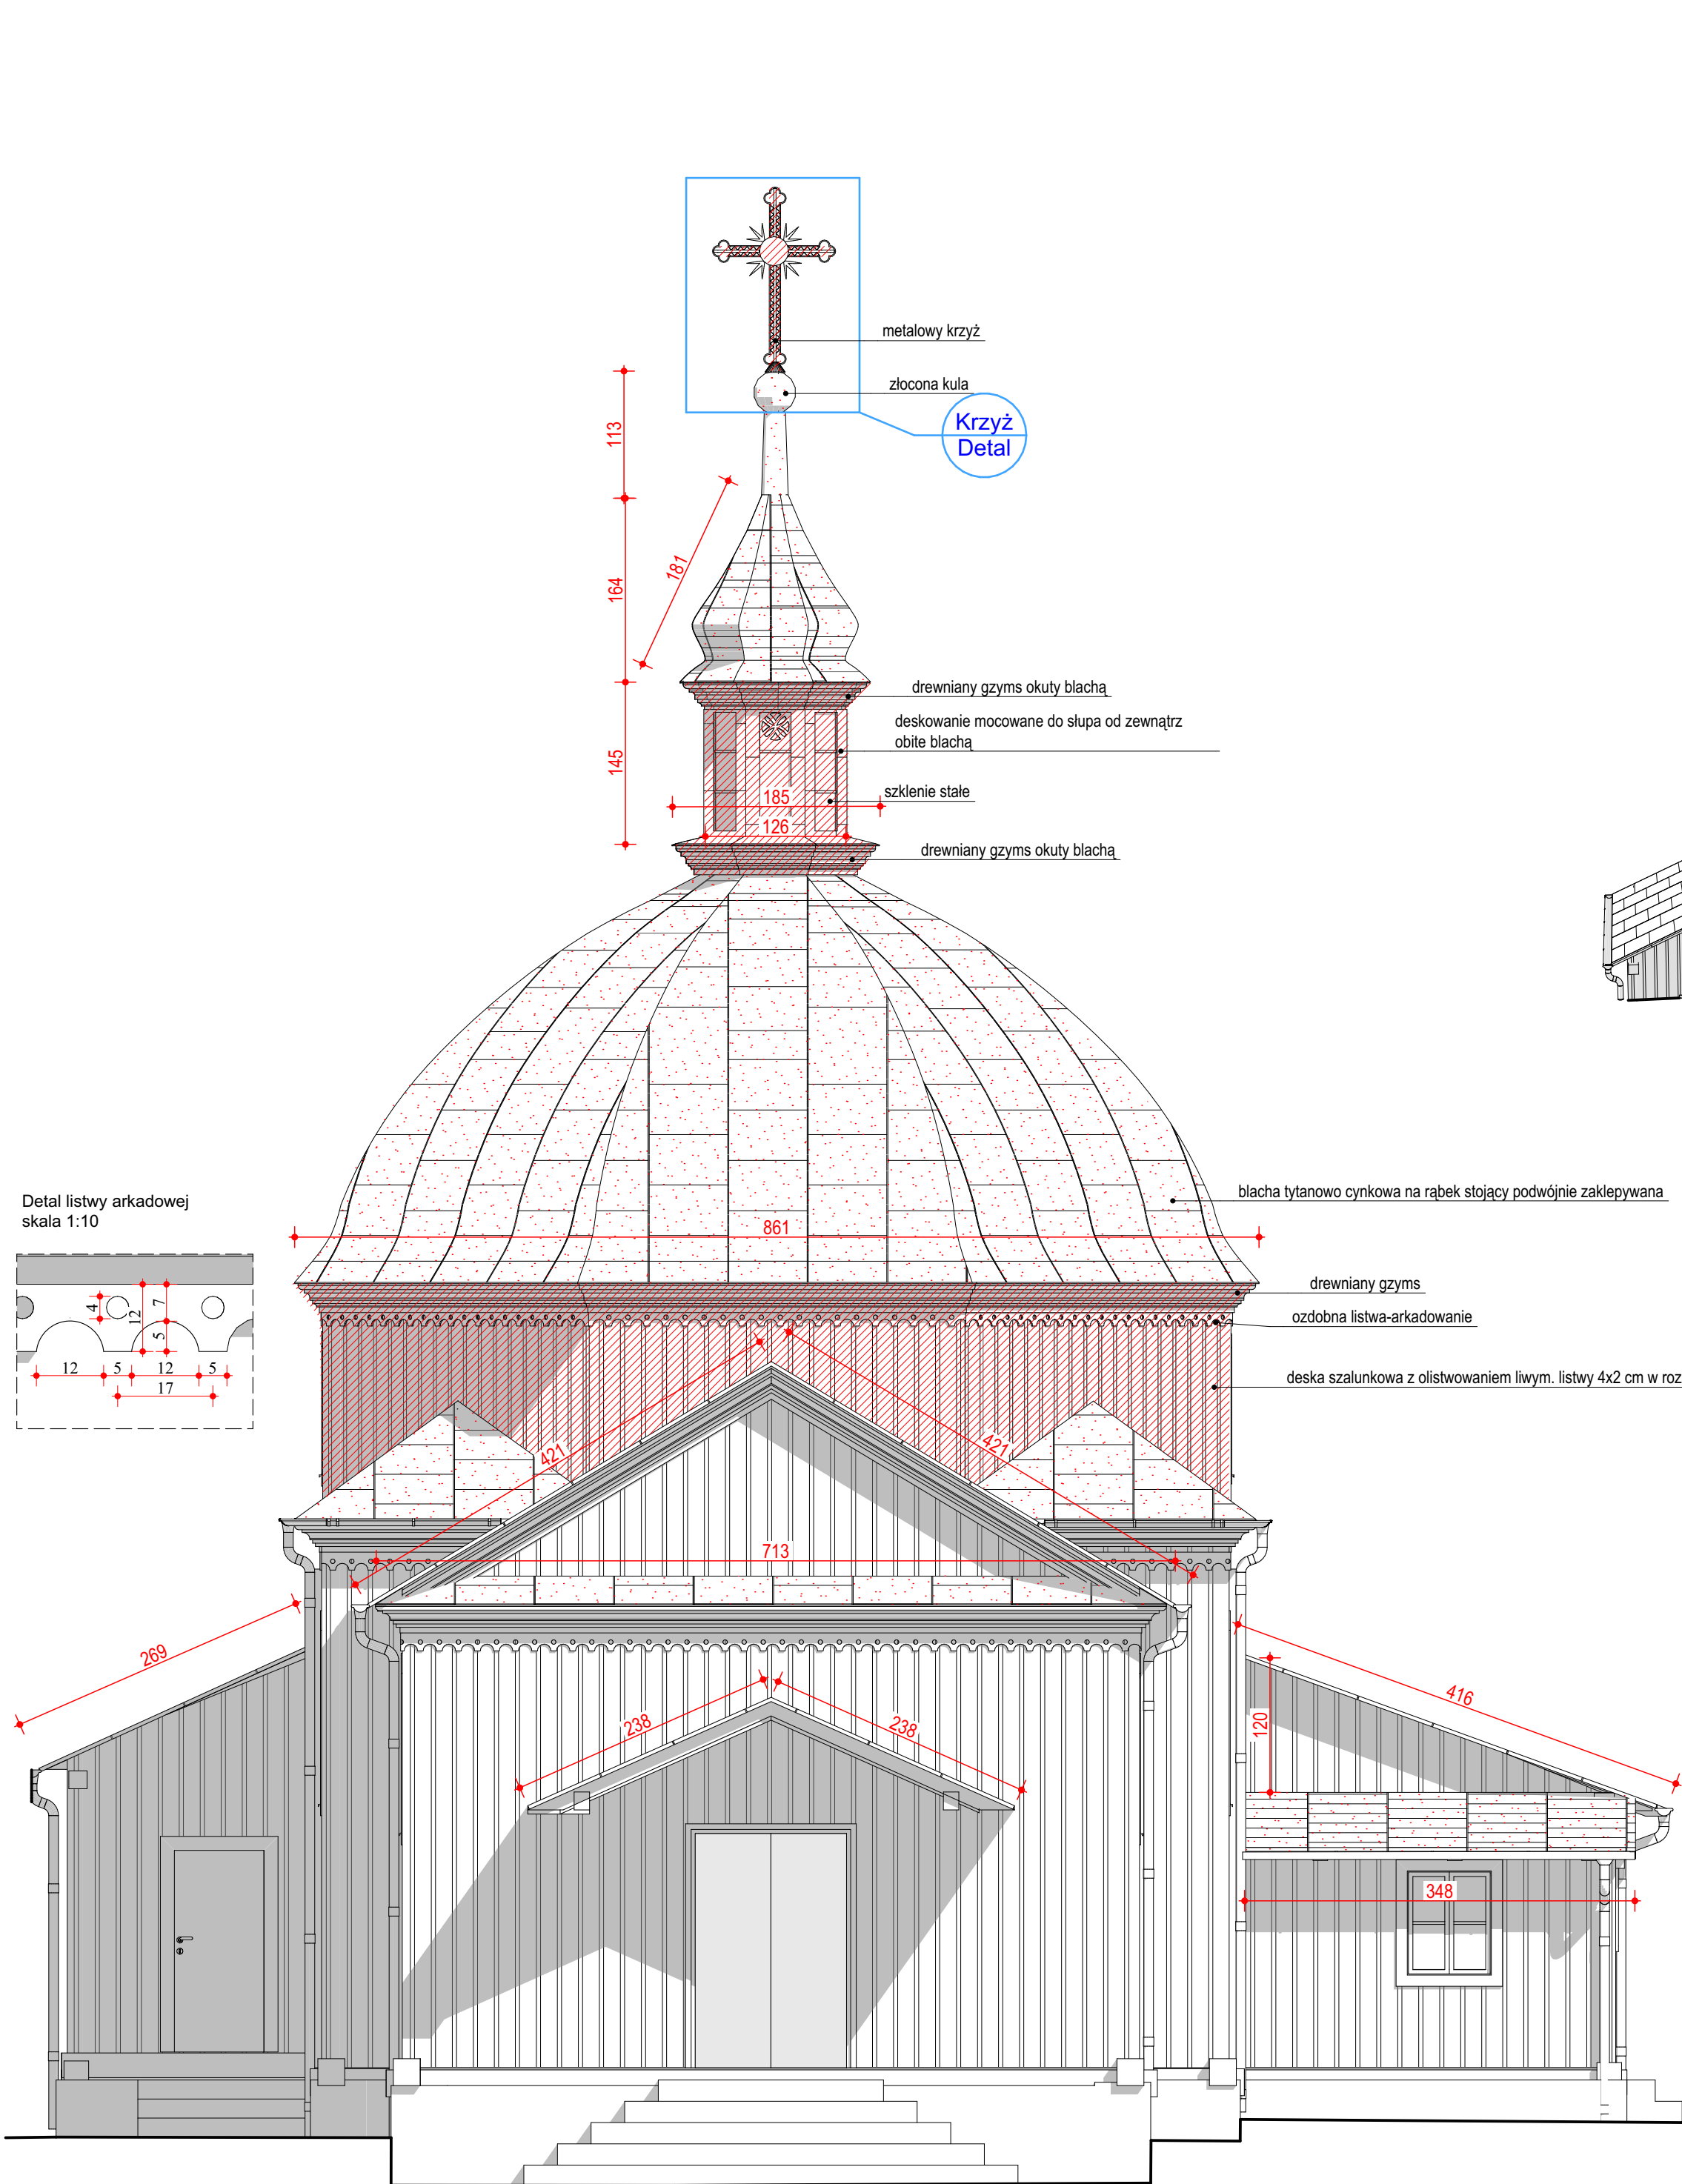 metalowy krzyż
złocona kula
Krzyż
Detal
113
181
164
drewniany gzyms okuty blachą
deskowanie mocowane do słupa od zewnątrz
obite blachą
145
szklenie stałe
185
126
drewniany gzyms okuty blachą
blacha tytanowo cynkowa na rąbek stojący podwójnie zaklepywana
Detal listwy arkadowej
skala 1:10
861
drewniany gzyms
ozdobna listwa-arkadowanie
4
12
7
5
12
5
12
5
17
deska szalunkowa z olistwowaniem liwym. listwy 4x2 cm w roz
421
421
713
269
416
120
238
238
348